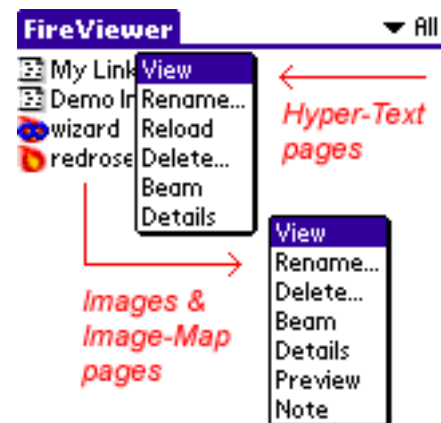 FireViewer
All
My Link
Demo In
wizard
redrose
View
Rename...
Reload
Delete...
Beam
Details
Hyper-Text
pages
View
Rename...
Delete...
Beam
Details
Preview
Note
Images &
Image-Map
pages